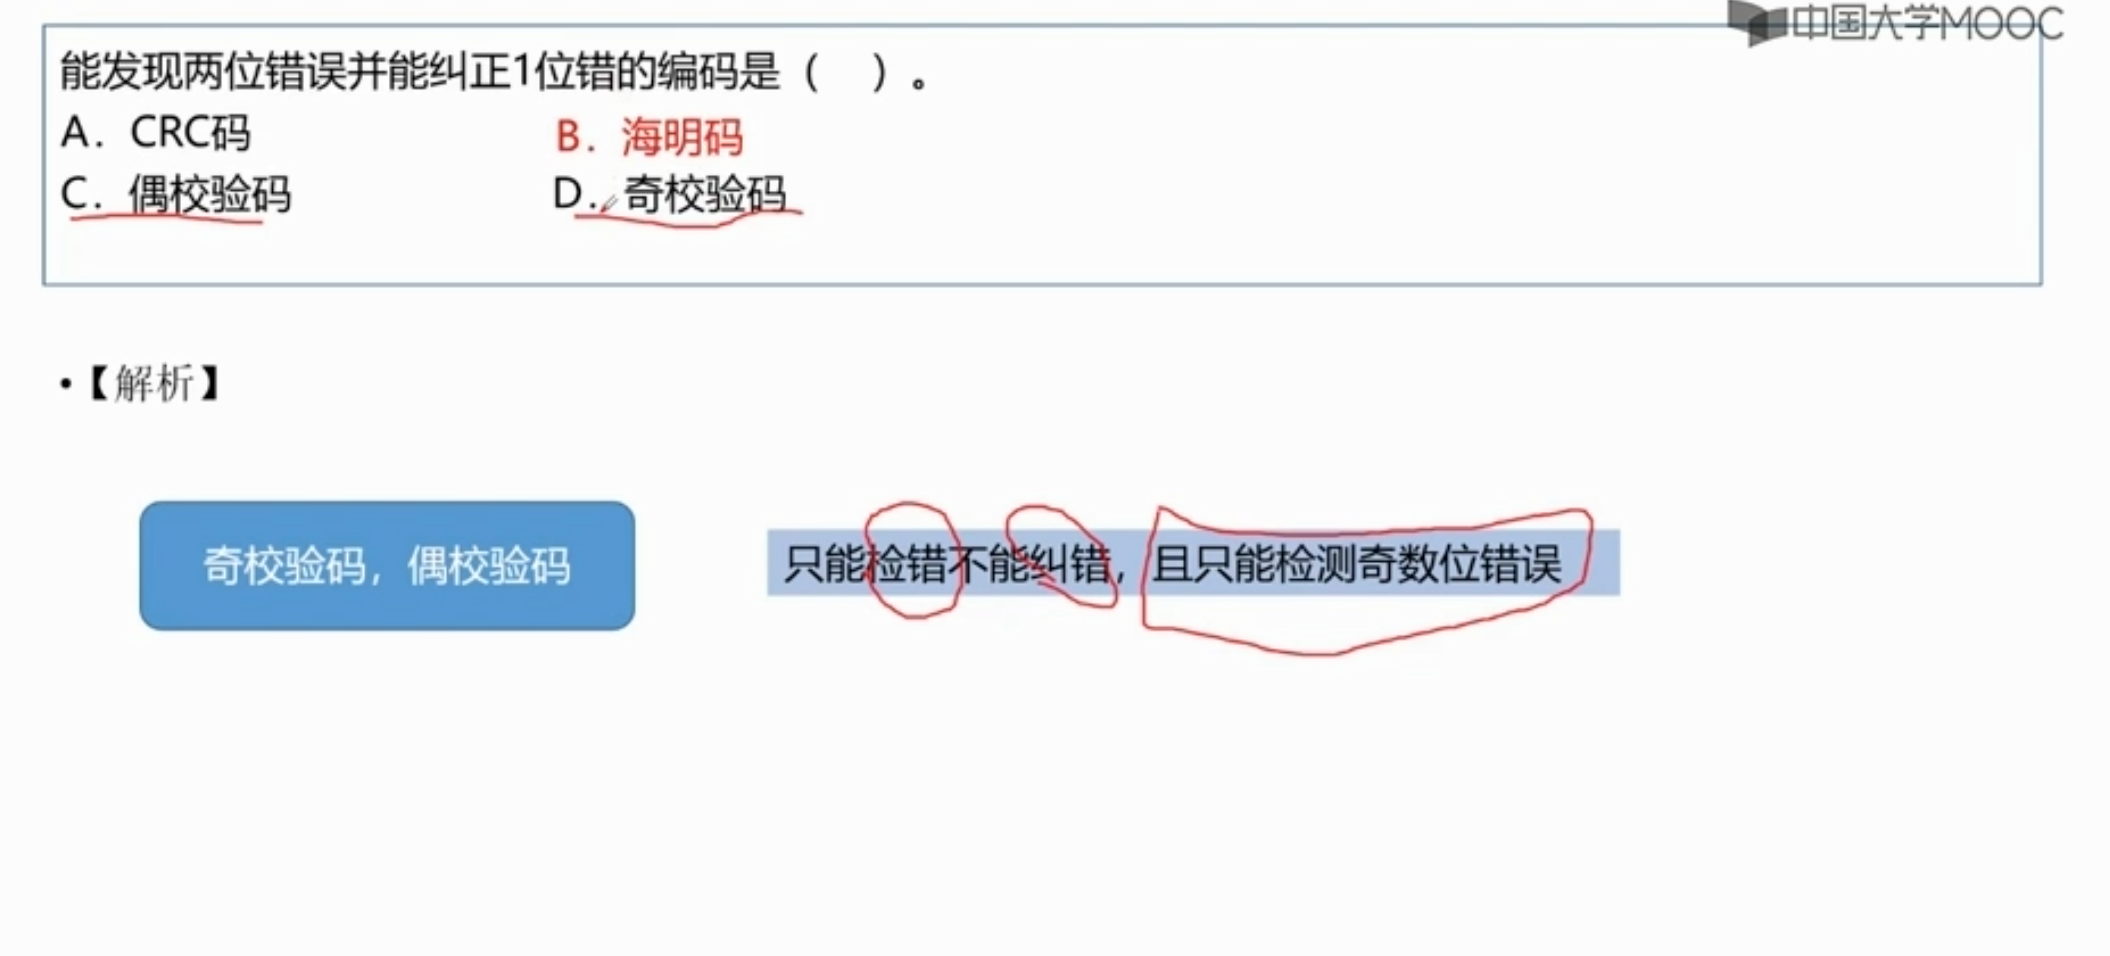 中国大学MOOC
能发现两位错误并能纠正1位错的编码是（ ）。
A. CRC码 B. 海明码
C. 偶校验码 D. 奇校验码
•【解析】
奇校验码，偶校验码 只能检错不能纠错，且只能检测奇数位错误